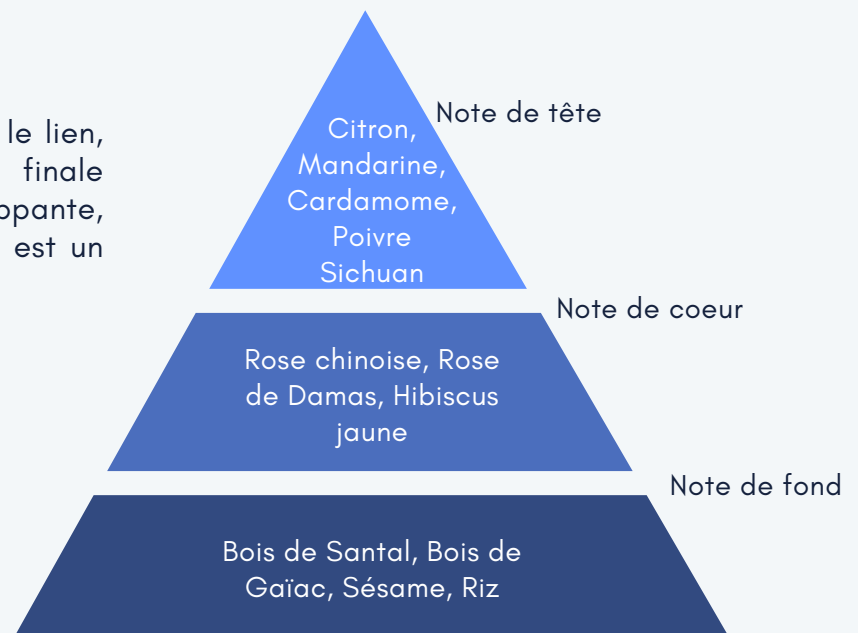 le lien,
finale
est un
Note de tête
Citron,
Mandarine,
Cardamome,
Poivre
Sichuan
Note de coeur
Rose chinoise, Rose
de Damas, Hibiscus
jaune
Note de fond
Bois de Santal, Bois de
Gaïac, Sésame, Riz